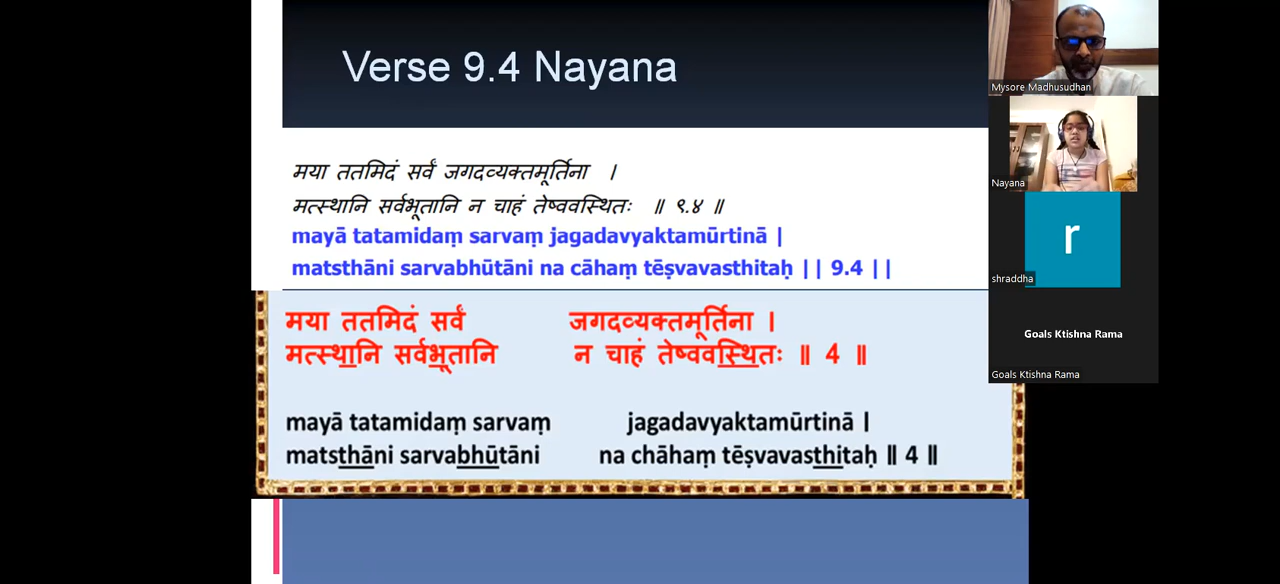 Verse 9.4 Nayana
मया ततमिदं सर्वं जगदव्यक्तमूर्तिना ।
मत्स्थानि सर्वभूतानि न चाहं तेष्ववस्थितः ॥ ९.४ ॥
mayā tatamidaṃ sarvaṃ jagadavyaktamūrtinā |
matsthāni sarvabhūtāni na cāhaṃ tēṣvavasthitaḥ || 9.4 ||
मया ततमिदं सर्वं जगदव्यक्तमूर्तिना ।
मत्स्थानि सर्वभूतानि न चाहं तेष्ववस्थितः ॥ 4 ॥
mayā tatamidaṃ sarvaṃ jagadavyaktamūrtinā |
matsthāni sarvabhūtāni na chāhaṃ tēṣvavasthitaḥ ॥ 4 ॥
Mysore Madhusudhan
Nayana
r
shraddha
Goals Ktishna Rama
Goals Ktishna Rama